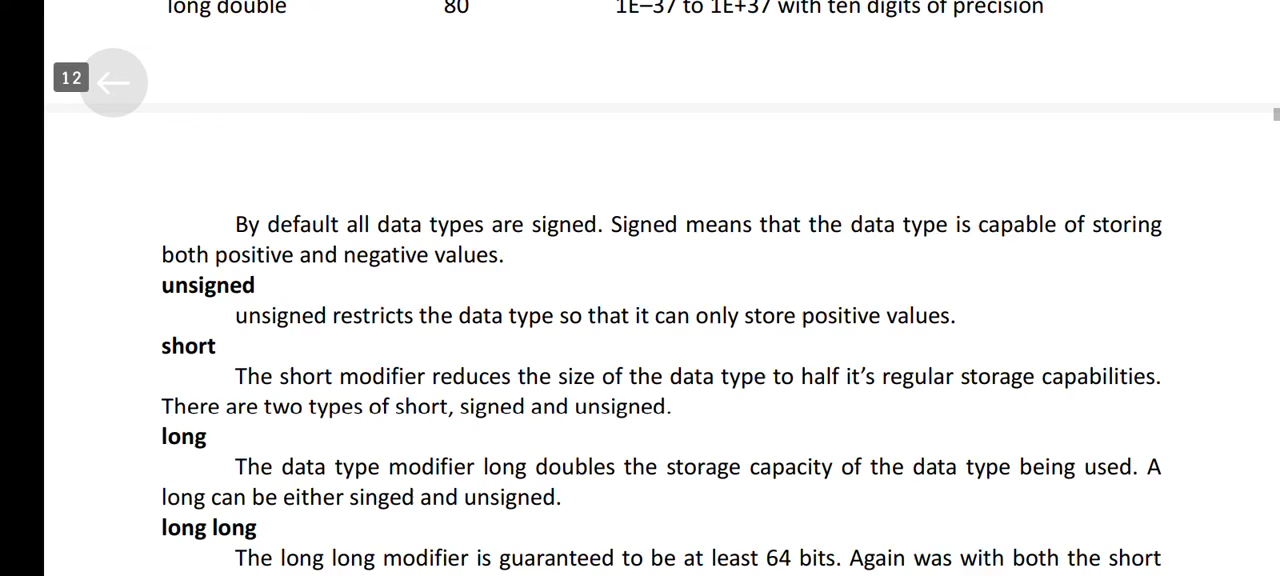 long double 80 1E–37 to 1E+37 with ten digits of precision
12
By default all data types are signed. Signed means that the data type is capable of storing
both positive and negative values.
unsigned
unsigned restricts the data type so that it can only store positive values.
short
The short modifier reduces the size of the data type to half it’s regular storage capabilities.
There are two types of short, signed and unsigned.
long
The data type modifier long doubles the storage capacity of the data type being used. A
long can be either singed and unsigned.
long long
The long long modifier is guaranteed to be at least 64 bits. Again was with both the short